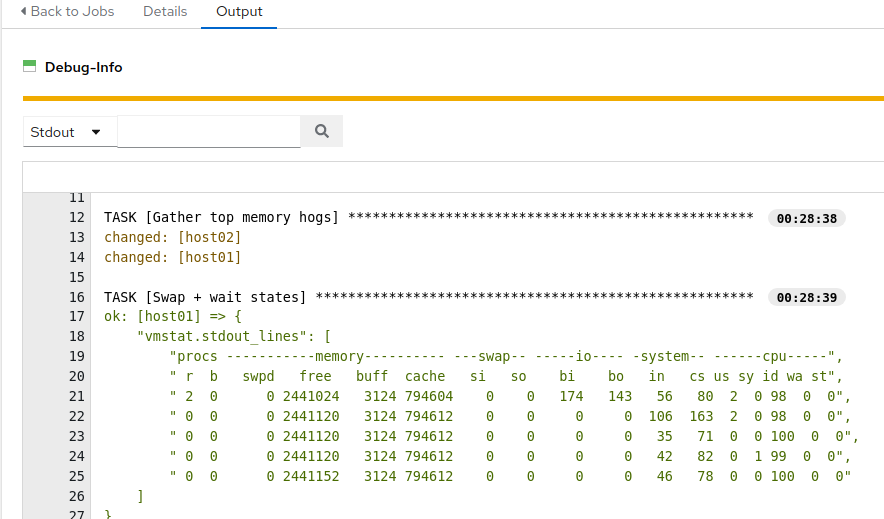 Back to Jobs Details Output
Debug-Info
Stdout
11
12 TASK [Gather top memory hogs] ************************************************** 00:28:38
13 changed: [host02]
14 changed: [host01]
15
16 TASK [Swap + wait states] ****************************************************** 00:28:39
17 ok: [host01] => {
18     "vmstat.stdout_lines": [
19         "procs -----------memory---------- ---swap-- -----io---- -system-- ------cpu-----",
20         " r  b   swpd   free   buff  cache   si   so    bi    bo   in   cs us sy id wa st",
21         " 2  0      0 2441024   3124 794604    0    0   174   143   56   80  2  0 98  0  0",
22         " 0  0      0 2441120   3124 794612    0    0     0     0  106  163  2  0 98  0  0",
23         " 0  0      0 2441120   3124 794612    0    0     0     0   35   71  0  0 100  0  0",
24         " 0  0      0 2441120   3124 794612    0    0     0     0   42   82  0  1 99  0  0",
25         " 0  0      0 2441152   3124 794612    0    0     0     0   46   78  0  0 100  0  0"
26     ]
27 }